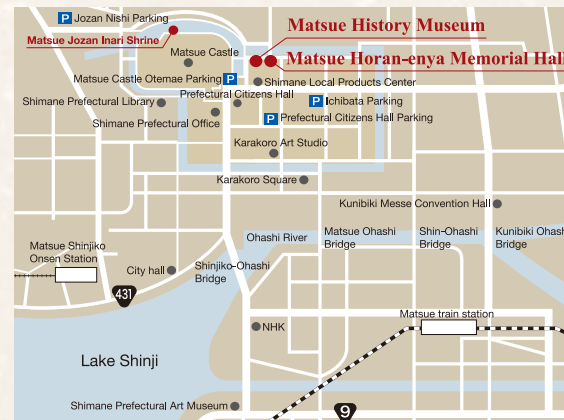 P Jozan Nishi Parking
Matsue Jozan Inari Shrine
Matsue History Museum
Matsue Castle
Matsue Horan-enya Memorial Hall
Matsue Castle Otemae Parking P
Shimane Local Products Center
Prefectural Citizens Hall
Shimane Prefectural Library
P Ichibata Parking
Shimane Prefectural Office
P Prefectural Citizens Hall Parking
Karakoro Art Studio
Karakoro Square
Kunibiki Messe Convention Hall
Ohashi River
Matsue Ohashi
Bridge
Shin-Ohashi
Bridge
Kunibiki Ohash
Bridge
Matsue Shinjiko
Onsen Station
City hall
Shinjiko-Ohashi
Bridge
431
Matsue train station
NHK
Lake Shinji
Shimane Prefectural Art Museum
9